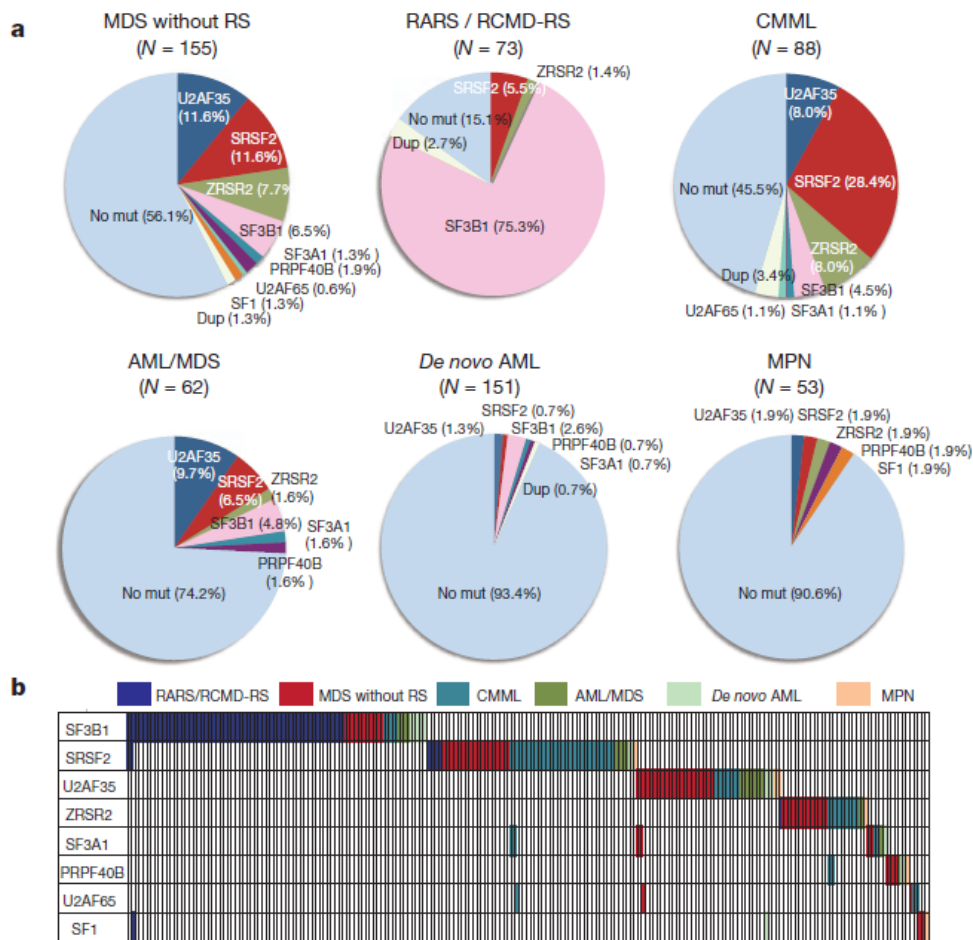 a
MDS without RS
(N = 155)
U2AF35
(11.6%)
SRSF2
(11.6%)
ZRSR2 (7.7%
SF3B1 (6.5%)
SF3A1 (1.3% )
PRPF40B (1.9%)
U2AF65 (0.6%)
SF1 (1.3%)
Dup (1.3%)
No mut (56.1%)
RARS / RCMD-RS
(N = 73)
ZRSR2 (1.4%)
SRSF2 (5.5%)
No mut (15.1%)
Dup (2.7%)
SF3B1 (75.3%)
CMML
(N = 88)
U2AF35
(8.0%)
SRSF2 (28.4%)
No mut (45.5%)
ZRSR2
(8.0%)
Dup (3.4%)
SF3B1 (4.5%)
U2AF65 (1.1%)
SF3A1 (1.1% )
AML/MDS
(N = 62)
U2AF35
(9.7%)
SRSF2
(6.5%)
ZRSR2
(1.6%)
SF3B1 (4.8%)
SF3A1
(1.6% )
PRPF40B
(1.6% )
No mut (74.2%)
De novo AML
(N = 151)
SRSF2 (0.7%)
U2AF35 (1.3%)
SF3B1 (2.6%)
PRPF40B (0.7%)
SF3A1 (0.7%)
Dup (0.7%)
No mut (93.4%)
MPN
(N = 53)
U2AF35 (1.9%) SRSF2 (1.9%)
ZRSR2 (1.9%)
PRPF40B (1.9%)
SF1 (1.9%)
No mut (90.6%)
b
RARS/RCMD-RS
MDS without RS
CMML
AML/MDS
De novo AML
MPN
SF3B1
SRSF2
U2AF35
ZRSR2
SF3A1
PRPF40B
U2AF65
SF1